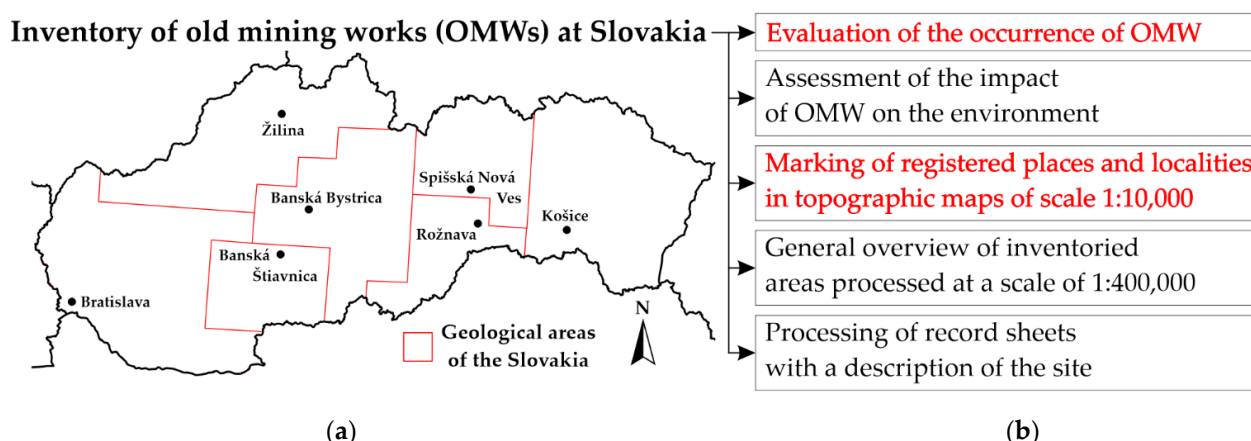 Inventory of old mining works (OMWs) at Slovakia
Žilina
Spišská Nová
Ves
Banská Bystrica
Rožnava
Košice
Banská
Štiavnica
Bratislava
Geological areas
of the Slovakia
N
(a)
Evaluation of the occurrence of OMW
Assessment of the impact
of OMW on the environment
Marking of registered places and localities
in topographic maps of scale 1:10,000
General overview of inventoried
areas processed at a scale of 1:400,000
Processing of record sheets
with a description of the site
(b)